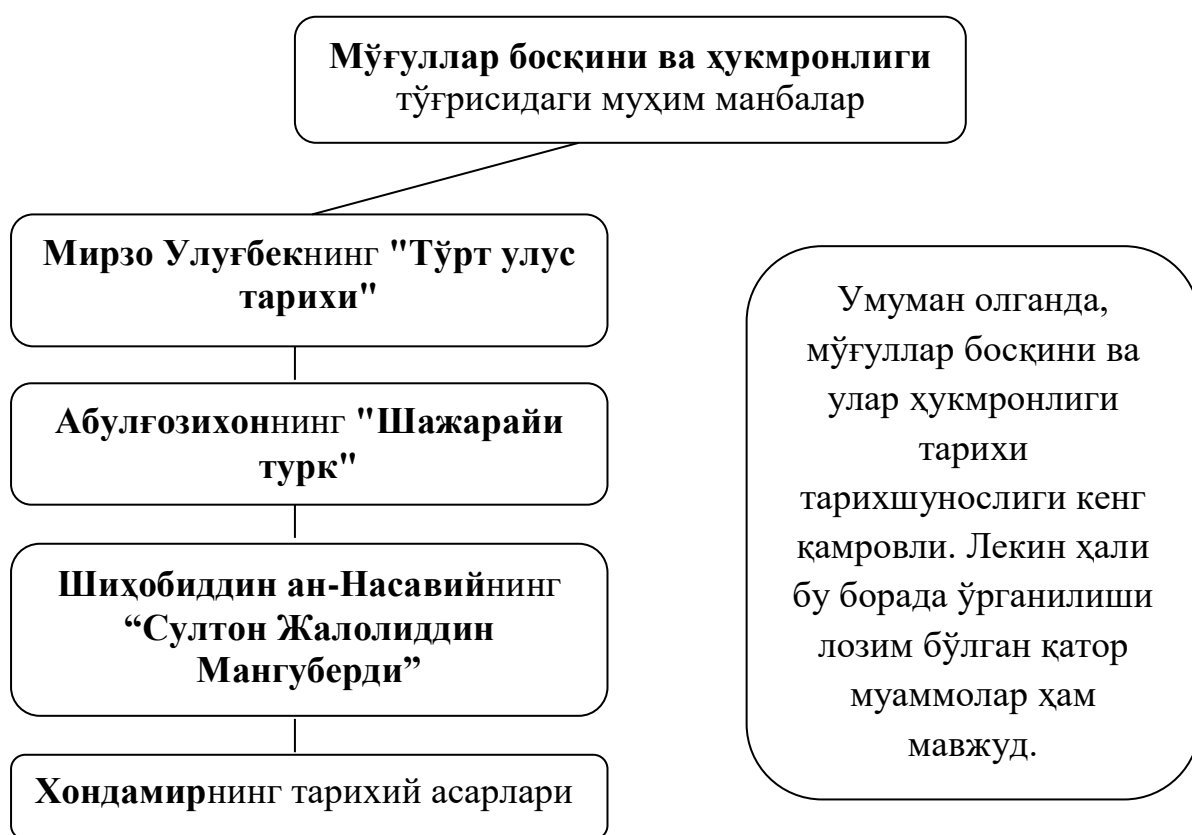 Мўғуллар босқини ва ҳукмронлиги
тўғрисидаги муҳим манбалар
Мирзо Улуғбекнинг "Тўрт улус
тарихи"
Абулғозихоннинг "Шажарайи
турк"
Шиҳобиддин ан-Насавийнинг
“Султон Жалолиддин
Мангуберди”
Хондамирнинг тарихий асарлари
Умуман олганда,
мўғуллар босқини ва
улар ҳукмронлиги
тарихи
тарихшунослиги кенг
қамровли. Лекин ҳали
бу борада ўрганилиши
лозим бўлган қатор
муаммолар ҳам
мавжуд.